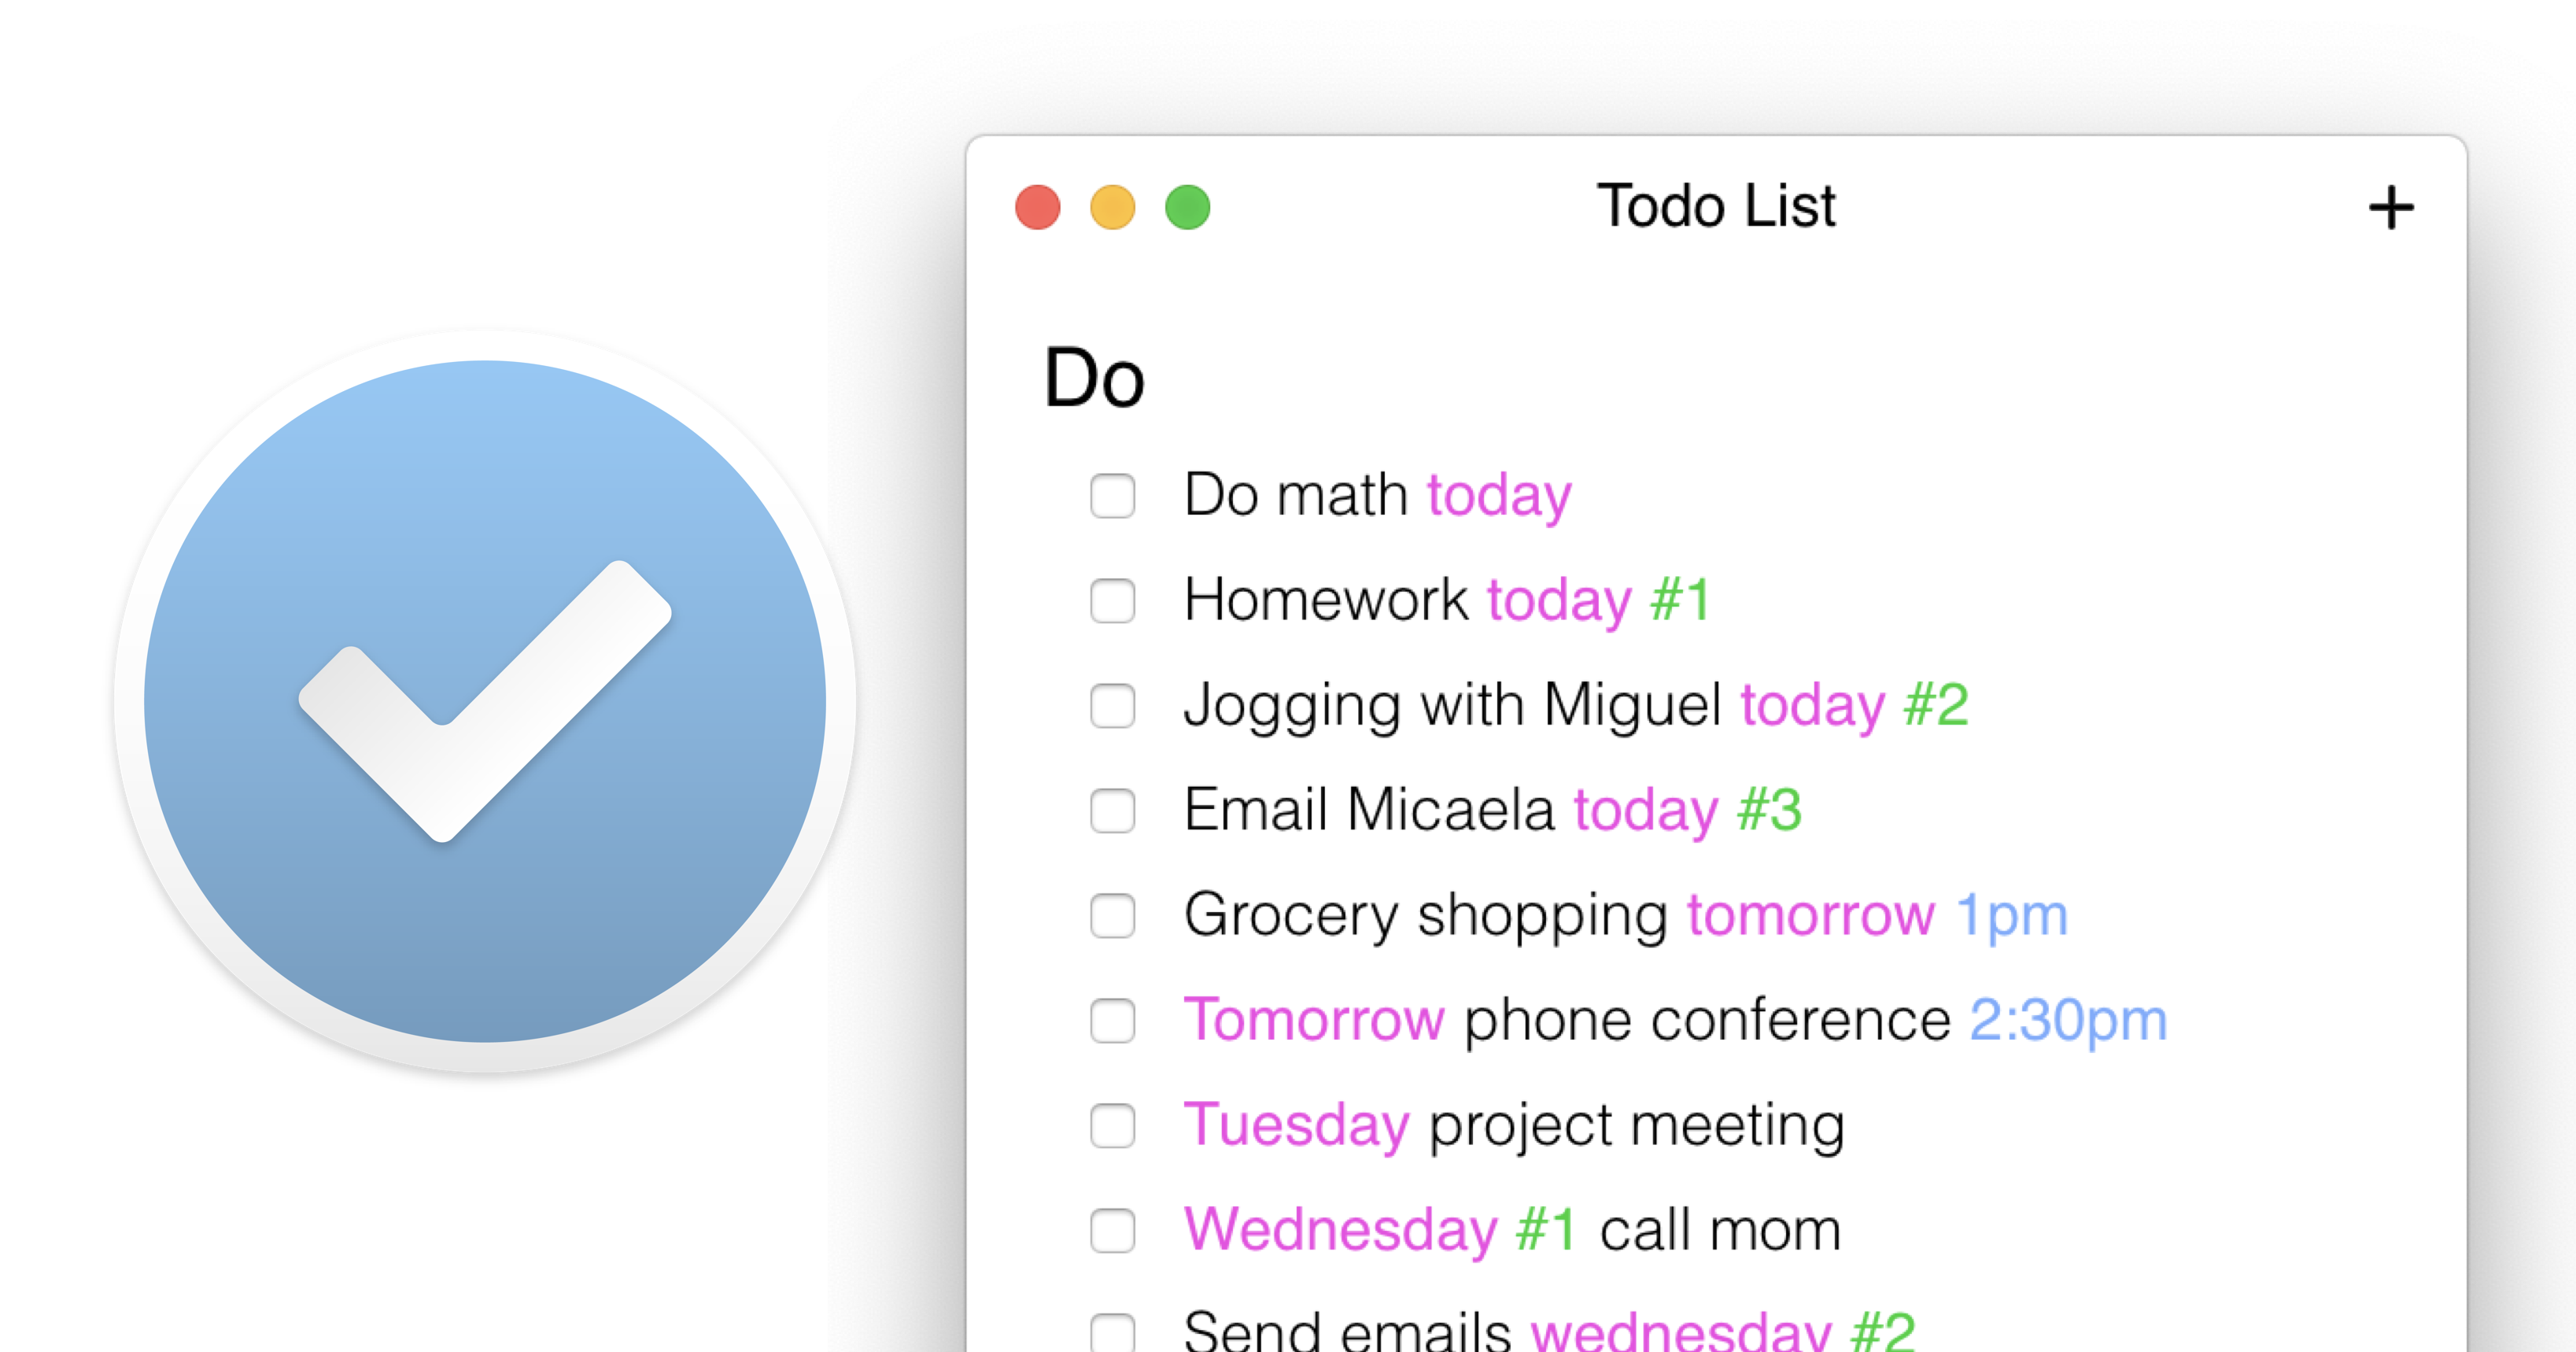 Todo List +
Do
Do math today
Homework today #1
Jogging with Miguel today #2
Email Micaela today #3
Grocery shopping tomorrow 1pm
Tomorrow phone conference 2:30pm
Tuesday project meeting
Wednesday #1 call mom
Send emails wednesday #2